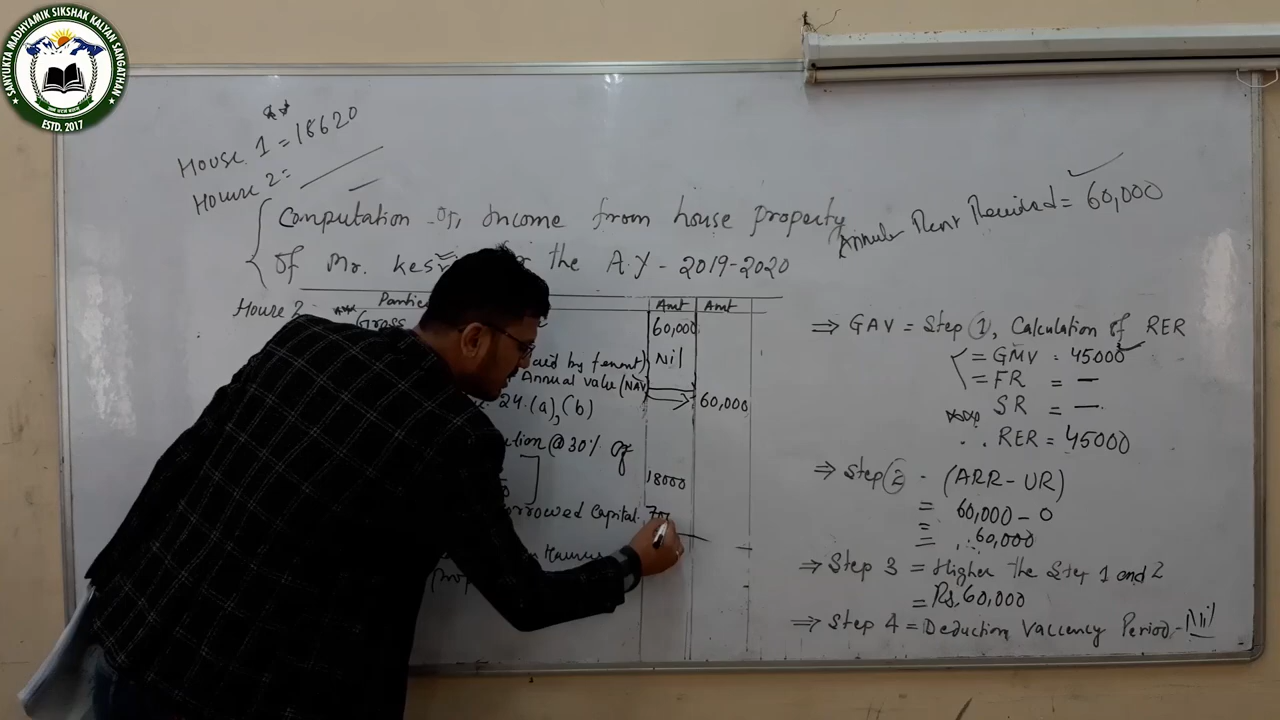 SANYUKTA MADHYAMIK SIKSHAK KALYAN SANGATHAN
ESTD. 2017
House 1 = 18620
House 2 =
Computation of, Income from house property
of Mr. the A.Y - 2019-2020
Annual Rent Received = 60,000
House 2
Amt Amt
Gross 60,000
paid by tenant) Nil
Annual value (NAV)
24.(a),(b) 60,000
@30% of
18000
Borrowed Capital.
⇒ GAV = Step 1, Calculation of RER
= GMV = 45000
= FR = —
SR = —
∴ RER = 45000
⇒ Step 2 - (ARR-UR)
= 60,000 - 0
= ∴60,000
⇒ Step 3 = Higher the Step 1 and 2
= Rs.60,000
⇒ Step 4 = Deduction Vaccency Period - Nil